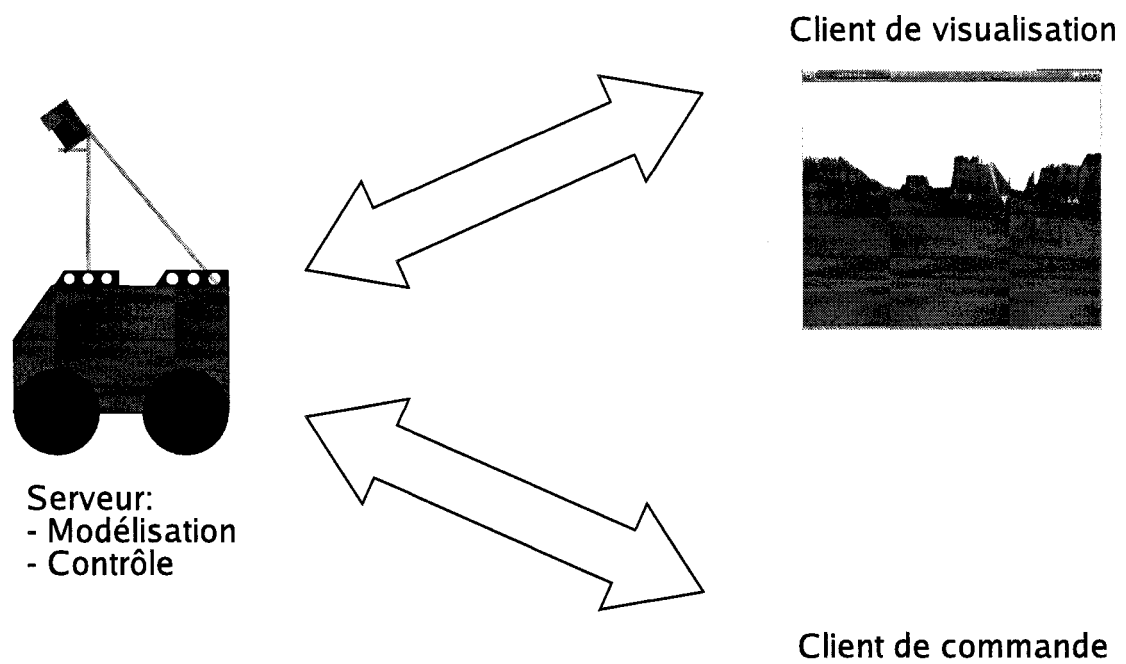 Client de visualisation
Serveur:
- Modélisation
- Contrôle
Client de commande